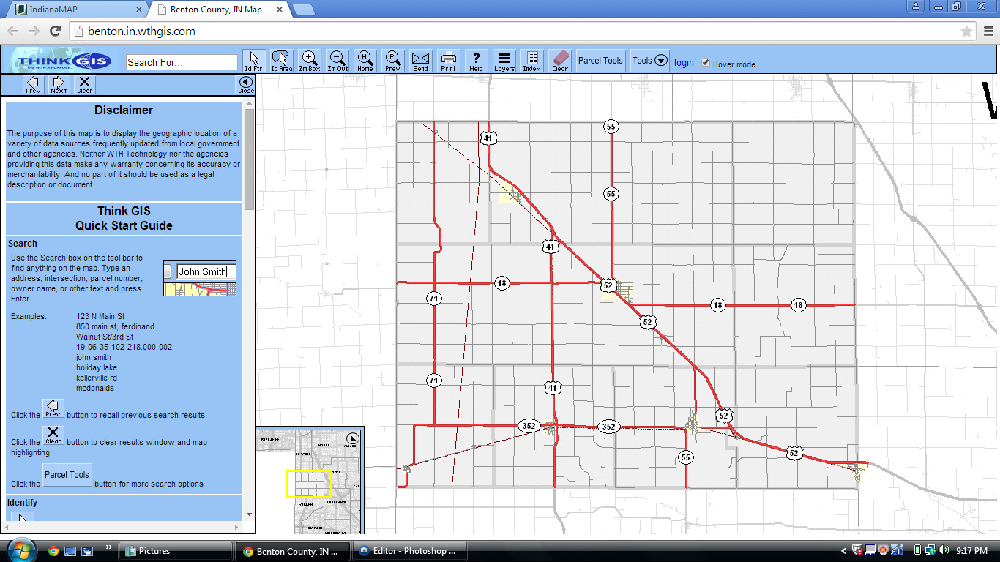 IndianaMAP
Benton County, IN Map
benton.in.wthgis.com
THINK GIS
GIS WITH A PURPOSE
Search For...
Id Ftr
Id Area
Zm Box
Zm Out
H
Home
P
Prev
Send
Print
?
Help
Layers
Index
Clear
Parcel Tools
Tools
login
Hover mode
Prev
Next
Clear
Close
Disclaimer
The purpose of this map is to display the geographic location of a
variety of data sources frequently updated from local government
and other agencies. Neither WTH Technology nor the agencies
providing this data make any warranty concerning its accuracy or
merchantability. And no part of it should be used as a legal
description or document.
Think GIS
Quick Start Guide
Search
Use the Search box on the tool bar to
find anything on the map. Type an
address, intersection, parcel number,
owner name, or other text and press
Enter.
John Smith
Examples:
123 N Main St
850 main st, ferdinand
Walnut St/3rd St
19-06-35-102-218.000-002
john smith
holiday lake
kellerville rd
mcdonalds
Click the Prev button to recall previous search results
Click the Clear button to clear results window and map
highlighting
Click the Parcel Tools button for more search options
Identify
55
41
55
41
18
52
71
18
18
52
71
41
52
352
352
55
52
Pictures
Benton County, IN ...
Editor - Photoshop ...
9:17 PM